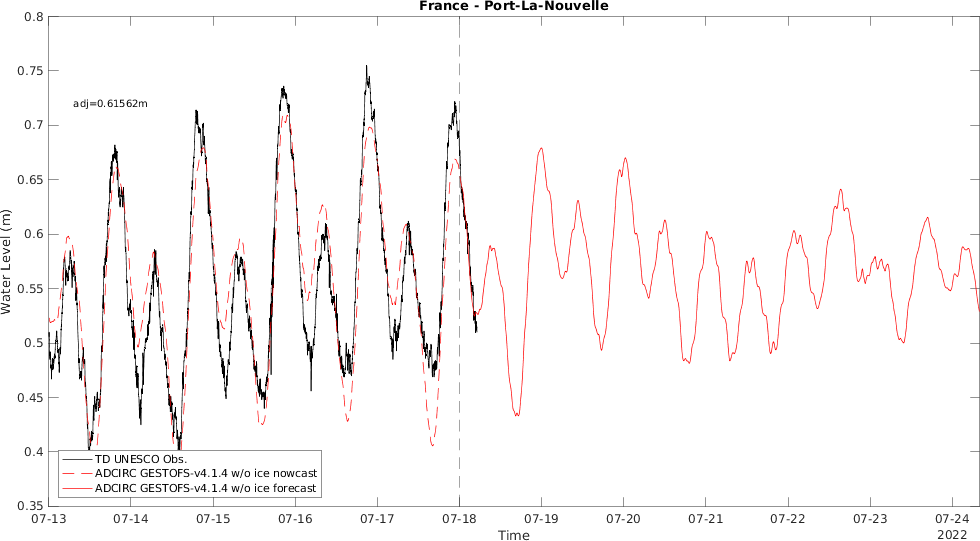 France - Port-La-Nouvelle
0.8
0.75
0.7
0.65
0.6
0.55
0.5
0.45
0.4
0.35
Water Level (m)
adj=0.61562m
TD UNESCO Obs.
ADCIRC GESTOFS-v4.1.4 w/o ice nowcast
ADCIRC GESTOFS-v4.1.4 w/o ice forecast
07-13 07-14 07-15 07-16 07-17 07-18 07-19 07-20 07-21 07-22 07-23 07-24
Time 2022